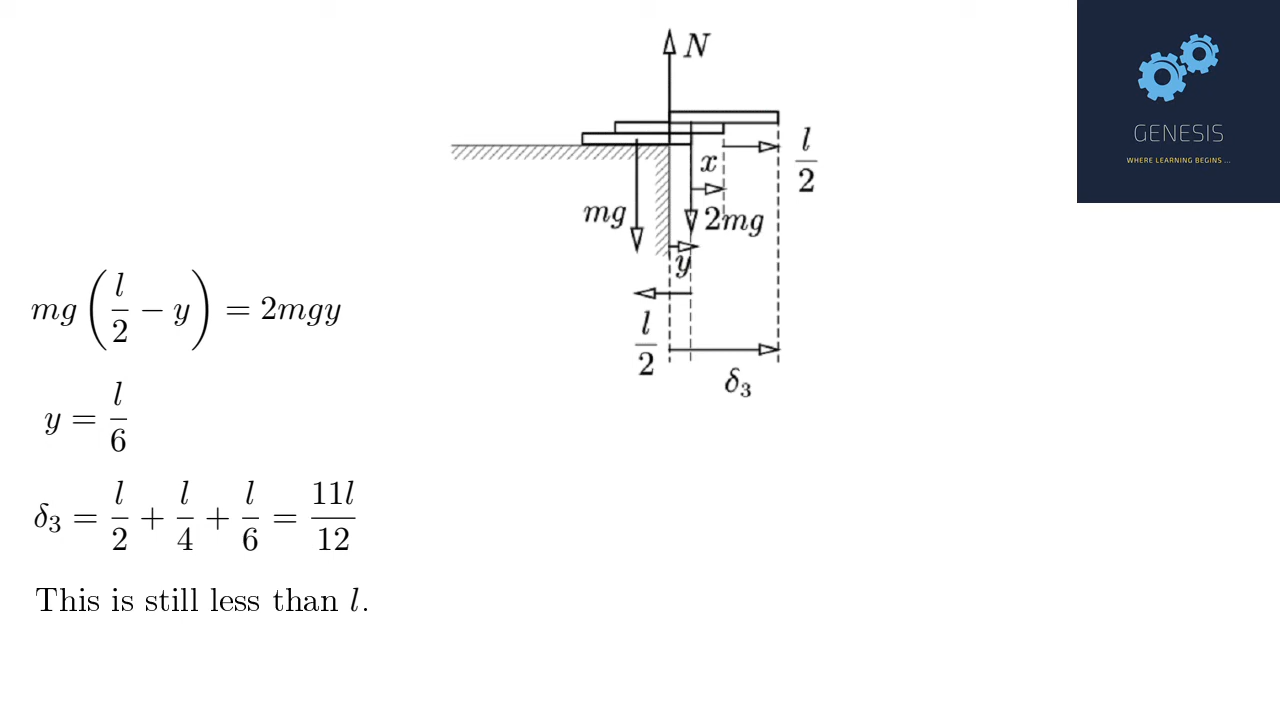 N
l/2
x
mg
2mg
y
l/2
δ₃
GENESIS
WHERE LEARNING BEGINS ...
mg(l/2 − y) = 2mgy
y = l/6
δ₃ = l/2 + l/4 + l/6 = 11l/12
This is still less than l.